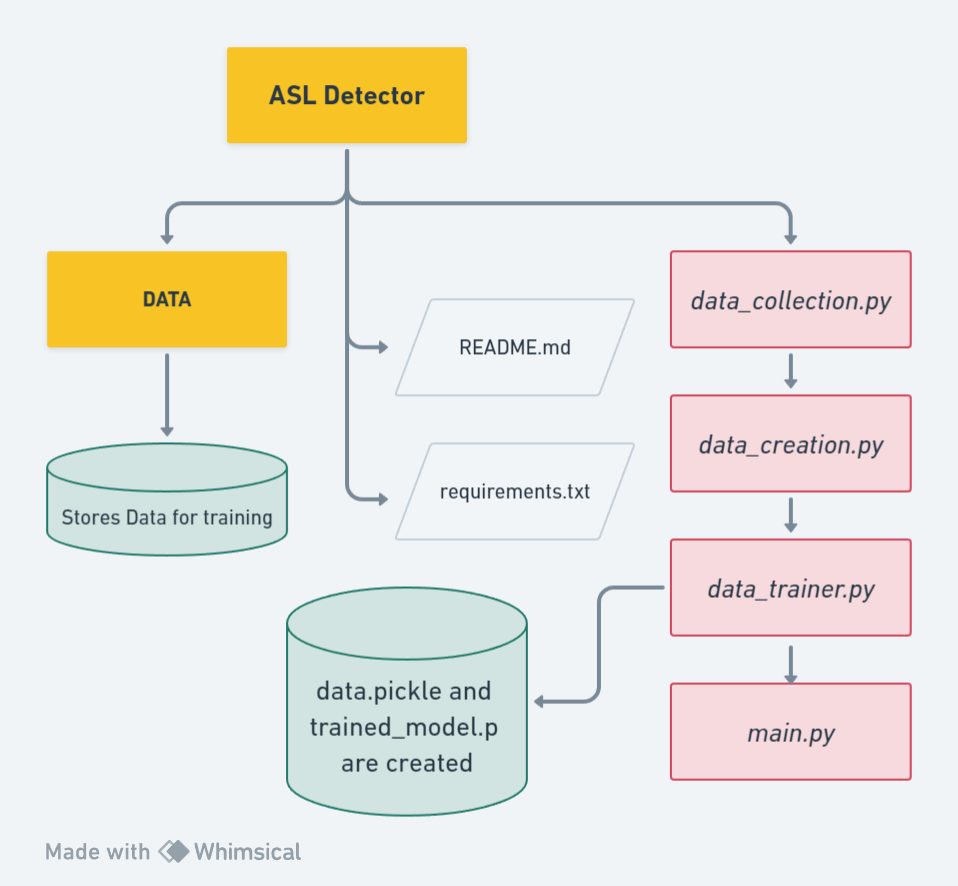 ASL Detector
DATA
data_collection.py
README.md
data_creation.py
requirements.txt
Stores Data for training
data_trainer.py
data.pickle and
trained_model.p
are created
main.py
Made with Whimsical